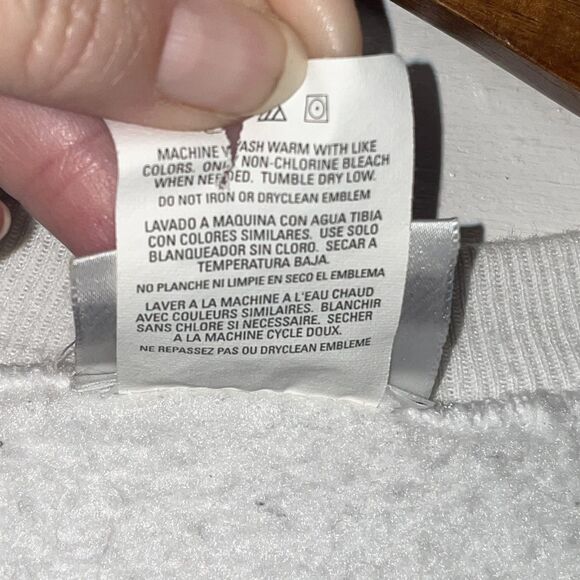 MACHINE WASH WARM WITH LIKE
COLORS. ONLY NON-CHLORINE BLEACH
WHEN NEEDED. TUMBLE DRY LOW.
DO NOT IRON OR DRYCLEAN EMBLEM
LAVADO A MAQUINA CON AGUA TIBIA
CON COLORES SIMILARES. USE SOLO
BLANQUEADOR SIN CLORO. SECAR A
TEMPERATURA BAJA.
NO PLANCHE NI LIMPIE EN SECO EL EMBLEMA
LAVER A LA MACHINE A L'EAU CHAUD
AVEC COULEURS SIMILAIRES. BLANCHIR
SANS CHLORE SI NECESSAIRE. SECHER
A LA MACHINE CYCLE DOUX.
NE REPASSEZ PAS OU DRYCLEAN EMBLEME